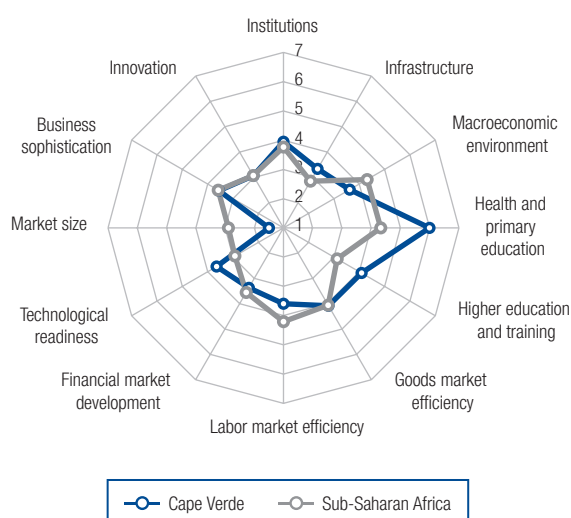 Institutions
7
Innovation
6
Infrastructure
5
Business
sophistication
4
Macroeconomic
environment
3
2
Market size
1
Health and
primary
education
Technological
readiness
Higher education
and training
Financial market
development
Goods market
efficiency
Labor market efficiency
Cape Verde
Sub-Saharan Africa